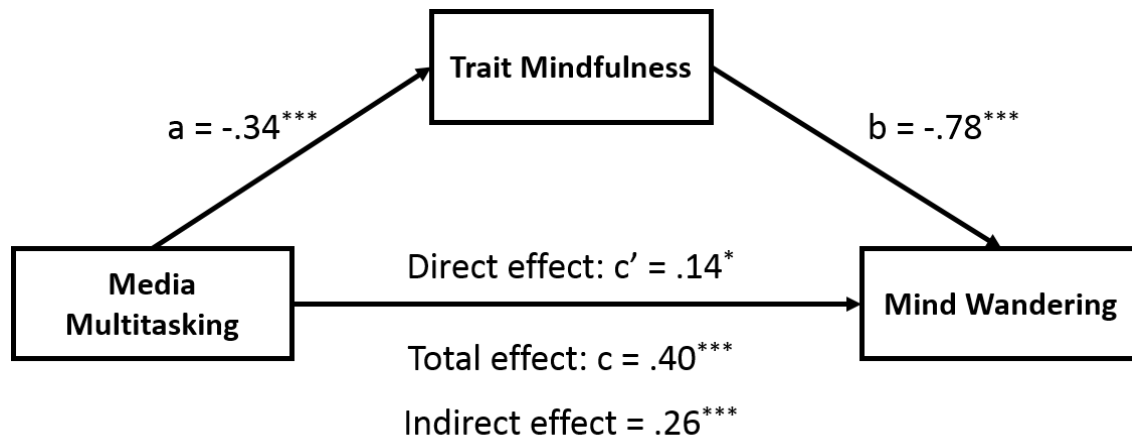 Trait Mindfulness
a = -.34***
b = -.78***
Media
Multitasking
Direct effect: c’ = .14*
Mind Wandering
Total effect: c = .40***
Indirect effect = .26***